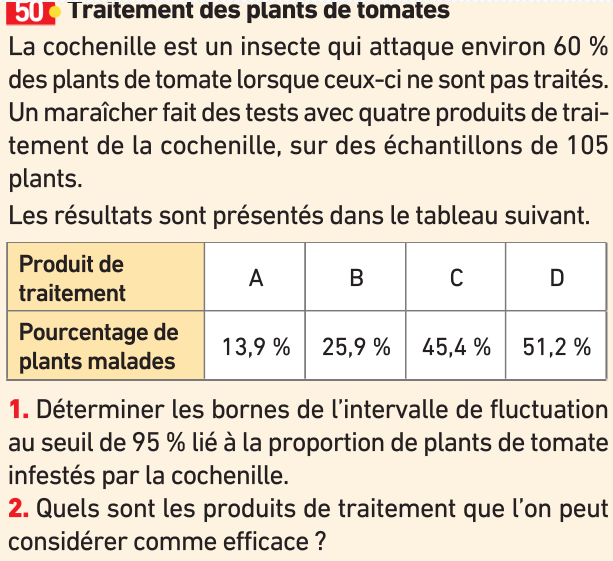 50 Traitement des plants de tomates
La cochenille est un insecte qui attaque environ 60 %
des plants de tomate lorsque ceux-ci ne sont pas traités.
Un maraîcher fait des tests avec quatre produits de trai-
tement de la cochenille, sur des échantillons de 105
plants.
Les résultats sont présentés dans le tableau suivant.
Produit de
traitement
A B C D
Pourcentage de
plants malades
13,9 % 25,9 % 45,4 % 51,2 %
1. Déterminer les bornes de l'intervalle de fluctuation
au seuil de 95 % lié à la proportion de plants de tomate
infestés par la cochenille.
2. Quels sont les produits de traitement que l'on peut
considérer comme efficace ?